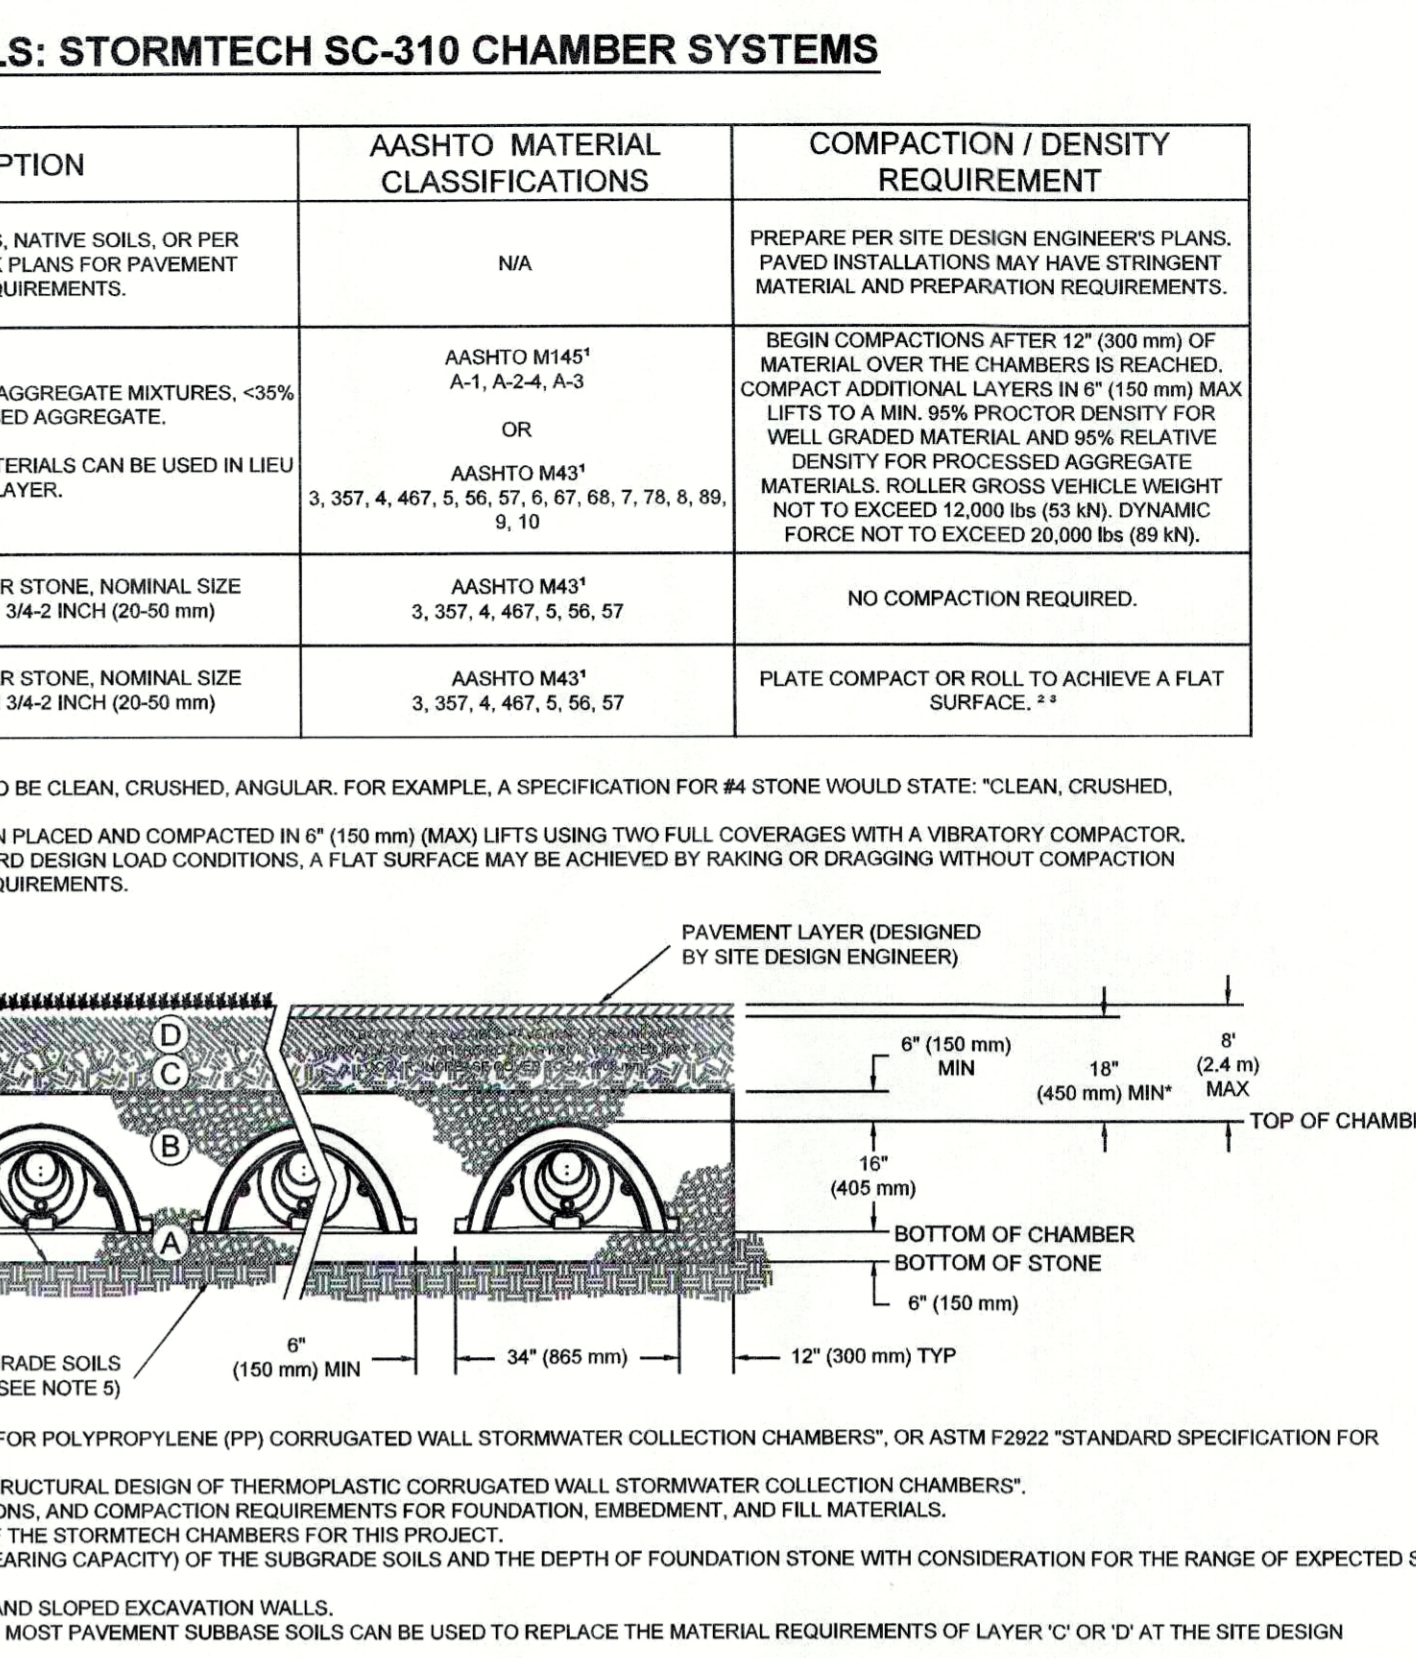 LS: STORMTECH SC-310 CHAMBER SYSTEMS
PTION
AASHTO MATERIAL
CLASSIFICATIONS
COMPACTION / DENSITY
REQUIREMENT
S, NATIVE SOILS, OR PER
K PLANS FOR PAVEMENT
QUIREMENTS.
N/A
PREPARE PER SITE DESIGN ENGINEER'S PLANS.
PAVED INSTALLATIONS MAY HAVE STRINGENT
MATERIAL AND PREPARATION REQUIREMENTS.
AGGREGATE MIXTURES, <35%
SED AGGREGATE.
TERIALS CAN BE USED IN LIEU
LAYER.
AASHTO M145¹
A-1, A-2-4, A-3
OR
AASHTO M43¹
3, 357, 4, 467, 5, 56, 57, 6, 67, 68, 7, 78, 8, 89,
9, 10
BEGIN COMPACTIONS AFTER 12" (300 mm) OF
MATERIAL OVER THE CHAMBERS IS REACHED.
COMPACT ADDITIONAL LAYERS IN 6" (150 mm) MAX
LIFTS TO A MIN. 95% PROCTOR DENSITY FOR
WELL GRADED MATERIAL AND 95% RELATIVE
DENSITY FOR PROCESSED AGGREGATE
MATERIALS. ROLLER GROSS VEHICLE WEIGHT
NOT TO EXCEED 12,000 lbs (53 kN). DYNAMIC
FORCE NOT TO EXCEED 20,000 lbs (89 kN).
R STONE, NOMINAL SIZE
3/4-2 INCH (20-50 mm)
AASHTO M43¹
3, 357, 4, 467, 5, 56, 57
NO COMPACTION REQUIRED.
R STONE, NOMINAL SIZE
3/4-2 INCH (20-50 mm)
AASHTO M43¹
3, 357, 4, 467, 5, 56, 57
PLATE COMPACT OR ROLL TO ACHIEVE A FLAT
SURFACE. ² ³
O BE CLEAN, CRUSHED, ANGULAR. FOR EXAMPLE, A SPECIFICATION FOR #4 STONE WOULD STATE: "CLEAN, CRUSHED,
N PLACED AND COMPACTED IN 6" (150 mm) (MAX) LIFTS USING TWO FULL COVERAGES WITH A VIBRATORY COMPACTOR.
RD DESIGN LOAD CONDITIONS, A FLAT SURFACE MAY BE ACHIEVED BY RAKING OR DRAGGING WITHOUT COMPACTION
QUIREMENTS.
PAVEMENT LAYER (DESIGNED
BY SITE DESIGN ENGINEER)
D
C
B
A
6" (150 mm)
MIN
18"
(450 mm) MIN*
8'
(2.4 m)
MAX
TOP OF CHAMB
16"
(405 mm)
BOTTOM OF CHAMBER
BOTTOM OF STONE
6" (150 mm)
6"
(150 mm) MIN
34" (865 mm)
12" (300 mm) TYP
RADE SOILS
SEE NOTE 5)
FOR POLYPROPYLENE (PP) CORRUGATED WALL STORMWATER COLLECTION CHAMBERS", OR ASTM F2922 "STANDARD SPECIFICATION FOR
RUCTURAL DESIGN OF THERMOPLASTIC CORRUGATED WALL STORMWATER COLLECTION CHAMBERS".
ONS, AND COMPACTION REQUIREMENTS FOR FOUNDATION, EMBEDMENT, AND FILL MATERIALS.
F THE STORMTECH CHAMBERS FOR THIS PROJECT.
EARING CAPACITY) OF THE SUBGRADE SOILS AND THE DEPTH OF FOUNDATION STONE WITH CONSIDERATION FOR THE RANGE OF EXPECTED S
AND SLOPED EXCAVATION WALLS.
MOST PAVEMENT SUBBASE SOILS CAN BE USED TO REPLACE THE MATERIAL REQUIREMENTS OF LAYER 'C' OR 'D' AT THE SITE DESIGN